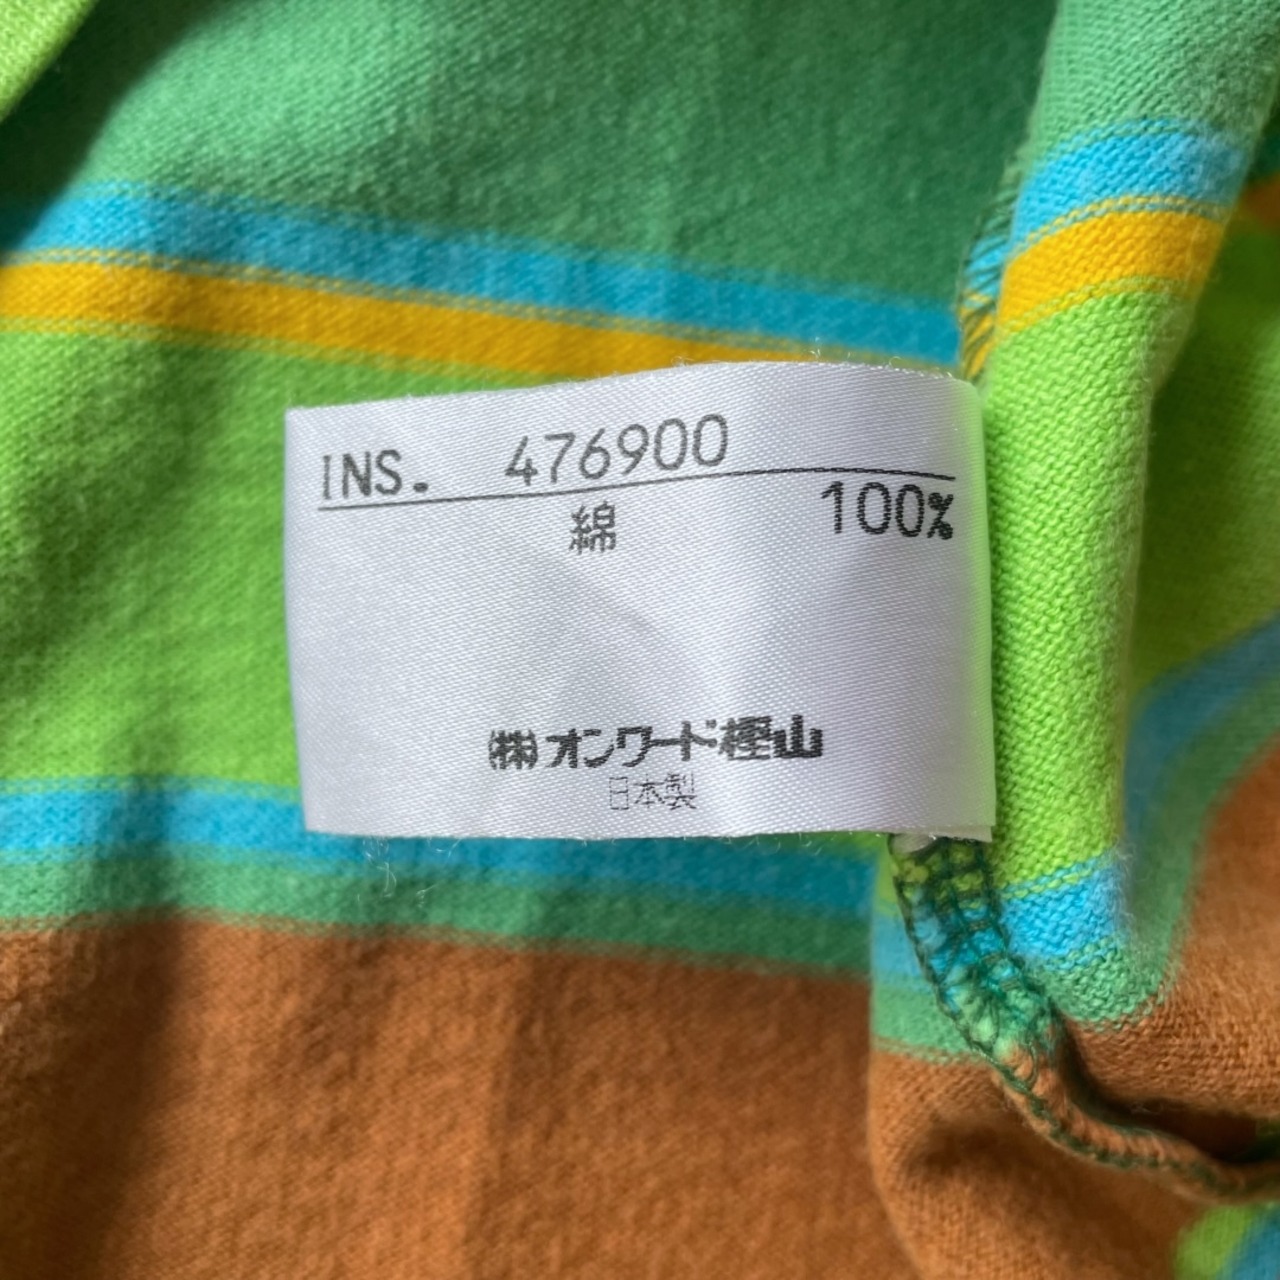 INS. 476900
綿 100%
(株)オンワード樫山
日本製